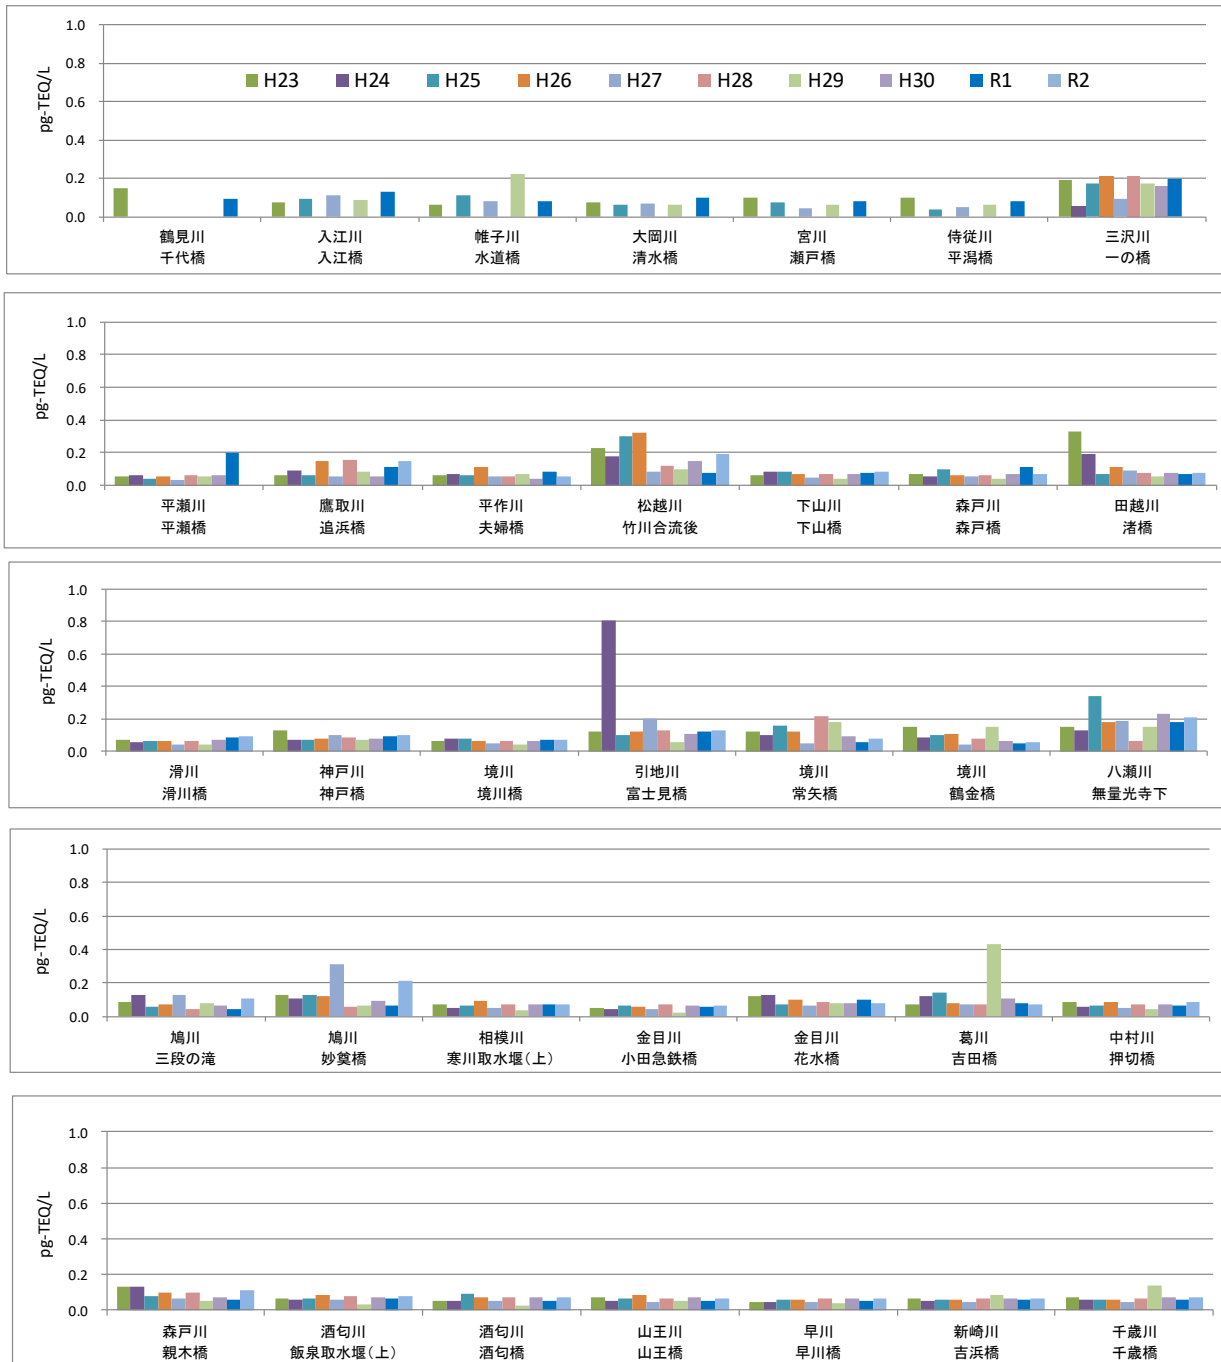 1.0
0.8
0.6
0.4
0.2
0.0
pg-TEQ/L
H23 H24 H25 H26 H27 H28 H29 H30 R1 R2
鶴見川 入江川 帷子川 大岡川 宮川 侍従川 三沢川
千代橋 入江橋 水道橋 清水橋 瀬戸橋 平潟橋 一の橋
1.0
0.8
0.6
0.4
0.2
0.0
pg-TEQ/L
平瀬川 鷹取川 平作川 松越川 下山川 森戸川 田越川
平瀬橋 追浜橋 夫婦橋 竹川合流後 下山橋 森戸橋 渚橋
1.0
0.8
0.6
0.4
0.2
0.0
pg-TEQ/L
滑川 神戸川 境川 引地川 境川 境川 八瀬川
滑川橋 神戸橋 境川橋 富士見橋 常矢橋 鶴金橋 無量光寺下
1.0
0.8
0.6
0.4
0.2
0.0
pg-TEQ/L
鳩川 鳩川 相模川 金目川 金目川 葛川 中村川
三段の滝 妙奠橋 寒川取水堰(上) 小田急鉄橋 花水橋 吉田橋 押切橋
1.0
0.8
0.6
0.4
0.2
0.0
pg-TEQ/L
森戸川 酒匂川 酒匂川 山王川 早川 新崎川 千歳川
親木橋 飯泉取水堰(上) 酒匂橋 山王橋 早川橋 吉浜橋 千歳橋